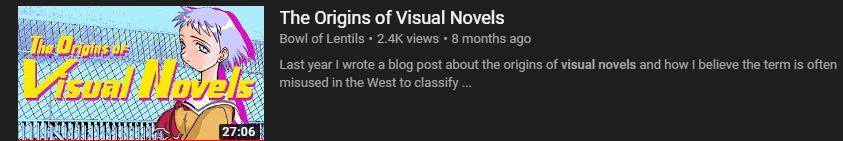 The Origins of
Visual Novels
27:06
The Origins of Visual Novels
Bowl of Lentils • 2.4K views • 8 months ago
Last year I wrote a blog post about the origins of visual novels and how I believe the term is often
misused in the West to classify ...